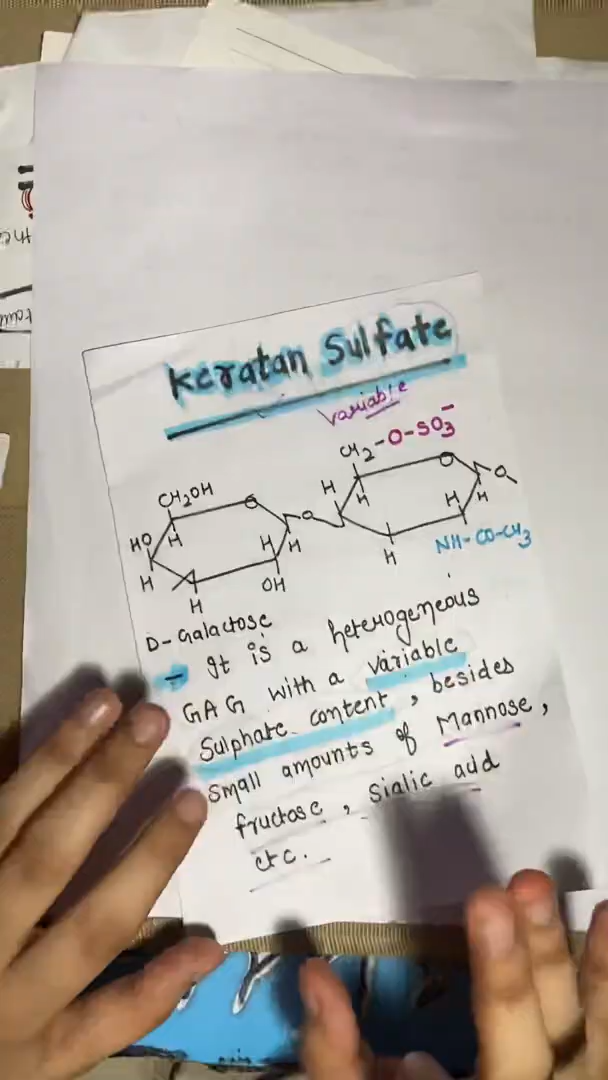 Keratan Sulfate
variable
CH2-O-SO3-
CH2OH
O
O
HO
H
H
H
H
O
H
H
H
H
O
H
H
OH
H
NH-CO-CH3
D-Galactose
- It is a heterogeneous
GAG with a variable
Sulphate content, besides
Small amounts of Mannose,
fructose, Sialic acid
etc.